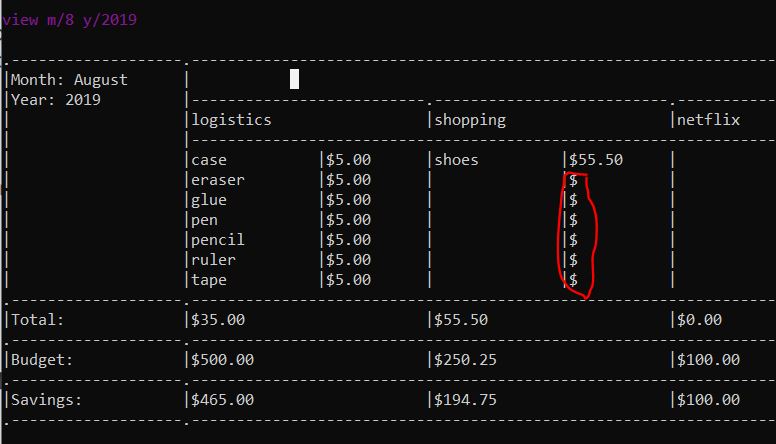 view m/8 y/2019
Month: August
Year: 2019
logistics shopping netflix
case $5.00 shoes $55.50
eraser $5.00 $
glue $5.00 $
pen $5.00 $
pencil $5.00 $
ruler $5.00 $
tape $5.00 $
Total: $35.00 $55.50 $0.00
Budget: $500.00 $250.25 $100.00
Savings: $465.00 $194.75 $100.00